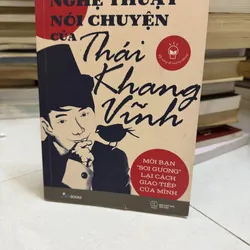 NGHỆ THUẬT
NÓI CHUYỆN
CỦA
Thái
Khang
Vĩnh
MỜI BẠN
"SOI GƯƠNG"
LẠI CÁCH
GIAO TIẾP
CỦA MÌNH